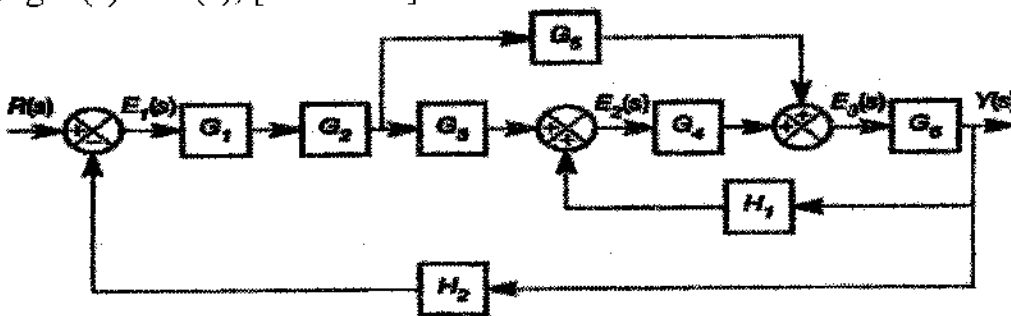 G₅
R(s)
E₁(s)
G₁
G₂
G₃
E₂(s)
G₄
E₃(s)
G₆
Y(s)
+
−
+
+
+
+
H₁
H₂